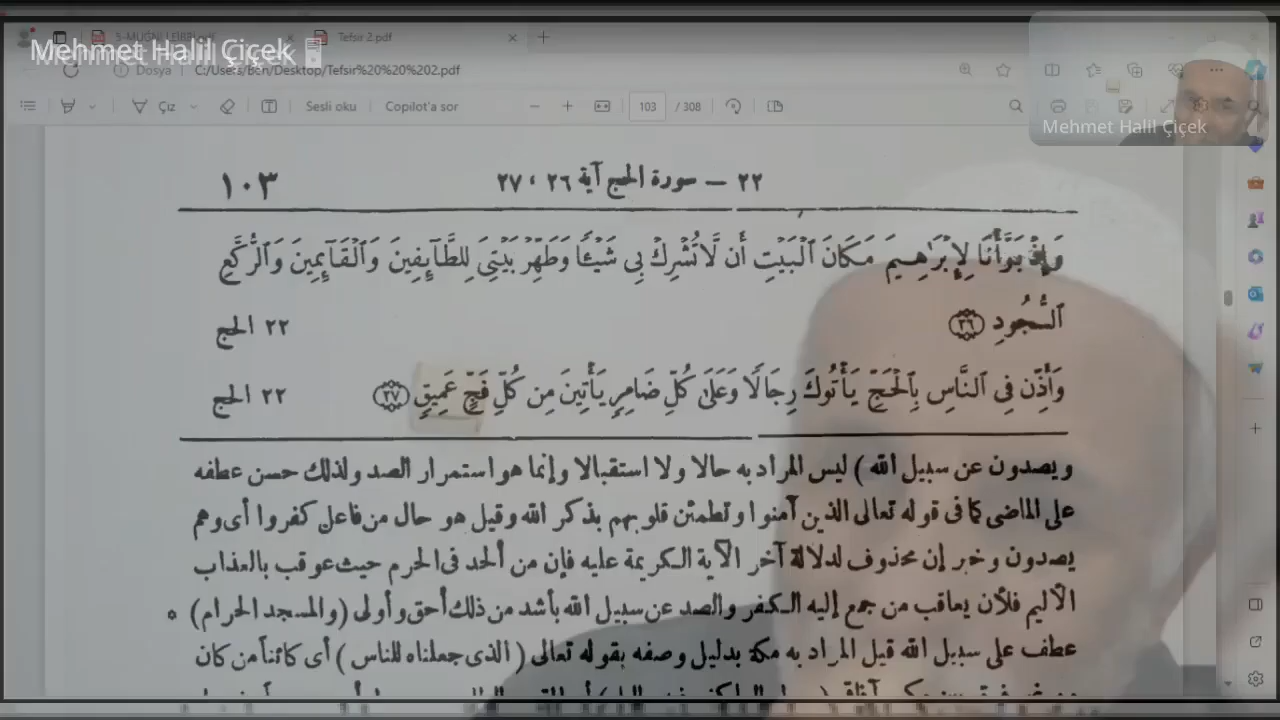 Mehmet Halil Çiçek
Tefsir 2.pdf
Dosya C:/Users/Ben/Desktop/Tefsir%20%20%202.pdf
Çiz Sesli oku Copilot'a sor 103 / 308
Mehmet Halil Çiçek
٢٢ — سورة الحج آية ٢٦ ، ٢٧ ١٠٣
وَإِذْ بَوَّأْنَا لِإِبْرَٰهِيمَ مَكَانَ ٱلْبَيْتِ أَن لَّا تُشْرِكْ بِى شَيْـًٔا وَطَهِّرْ بَيْتِىَ لِلطَّآئِفِينَ وَٱلْقَآئِمِينَ وَٱلرُّكَّعِ
ٱلسُّجُودِ ٢٦ ٢٢ الحج
وَأَذِّن فِى ٱلنَّاسِ بِٱلْحَجِّ يَأْتُوكَ رِجَالًا وَعَلَىٰ كُلِّ ضَامِرٍ يَأْتِينَ مِن كُلِّ فَجٍّ عَمِيقٍ ٢٧ ٢٢ الحج
ويصدون عن سبيل الله) ليس المراد به حالا ولا استقبالا وإنما هو استمرار الصد ولذلك حسن عطفه
على الماضى كما فى قوله تعالى الذين آمنوا وتطمئن قلوبهم بذكر الله وقيل هو حال من فاعل كفروا أى وهم
يصدون وخبر إن محذوف لدلالة آخر الآية الكريمة عليه فإن من ألحد فى الحرم حيث عوقب بالعذاب
الأليم فلأن يعاقب من جمع إليه الكفر والصد عن سبيل الله بأشد من ذلك أحق وأولى (والمسجد الحرام)
عطف على سبيل الله قيل المراد به مكة بدليل وصفه بقوله تعالى (الذى جعلناه للناس) أى كائناً من كان